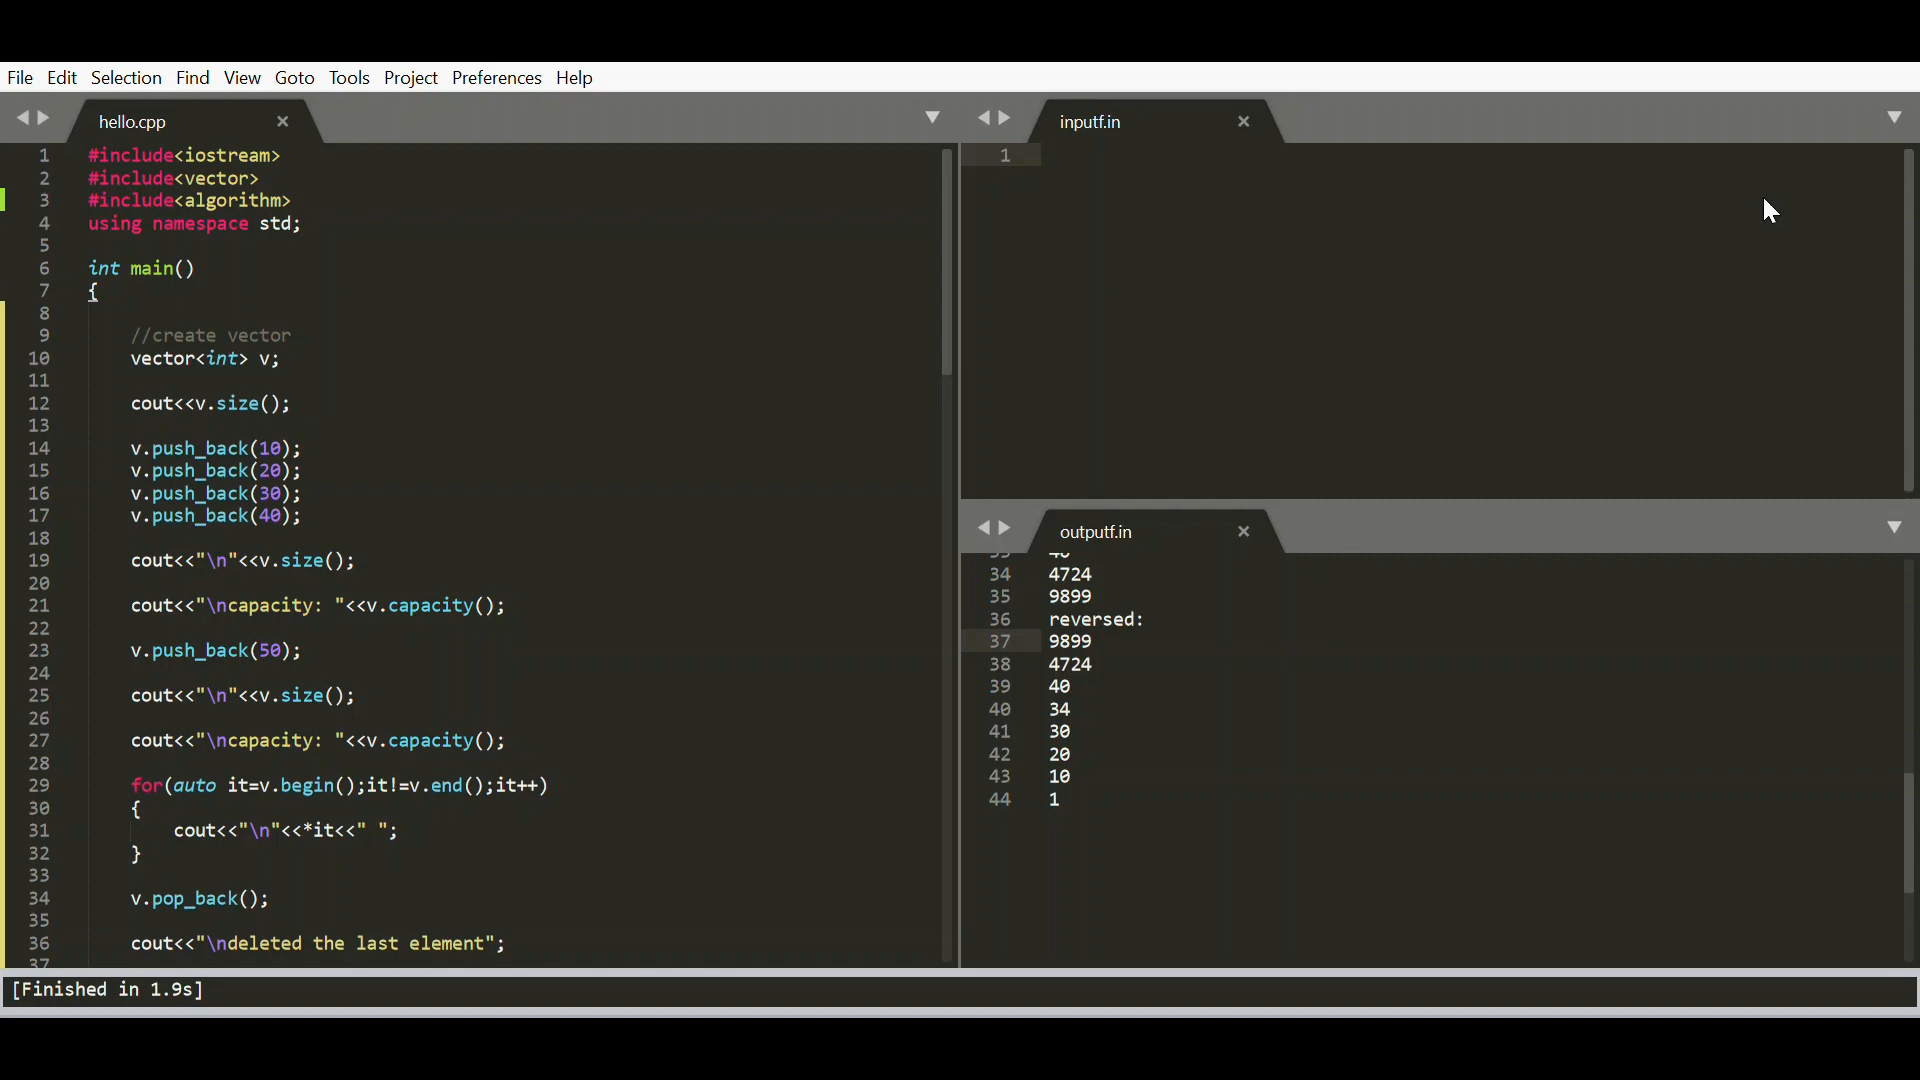 File Edit Selection Find View Goto Tools Project Preferences Help
hello.cpp
1 #include<iostream>
2 #include<vector>
3 #include<algorithm>
4 using namespace std;
5
6 int main()
7 {
8
9 //create vector
10 vector<int> v;
11
12 cout<<v.size();
13
14 v.push_back(10);
15 v.push_back(20);
16 v.push_back(30);
17 v.push_back(40);
18
19 cout<<"\n"<<v.size();
20
21 cout<<"\ncapacity: "<<v.capacity();
22
23 v.push_back(50);
24
25 cout<<"\n"<<v.size();
26
27 cout<<"\ncapacity: "<<v.capacity();
28
29 for(auto it=v.begin();it!=v.end();it++)
30 {
31 cout<<"\n"<<*it<<" ";
32 }
33
34 v.pop_back();
35
36 cout<<"\ndeleted the last element";
37
inputf.in
1
outputf.in
34 4724
35 9899
36 reversed:
37 9899
38 4724
39 40
40 34
41 30
42 20
43 10
44 1
[Finished in 1.9s]